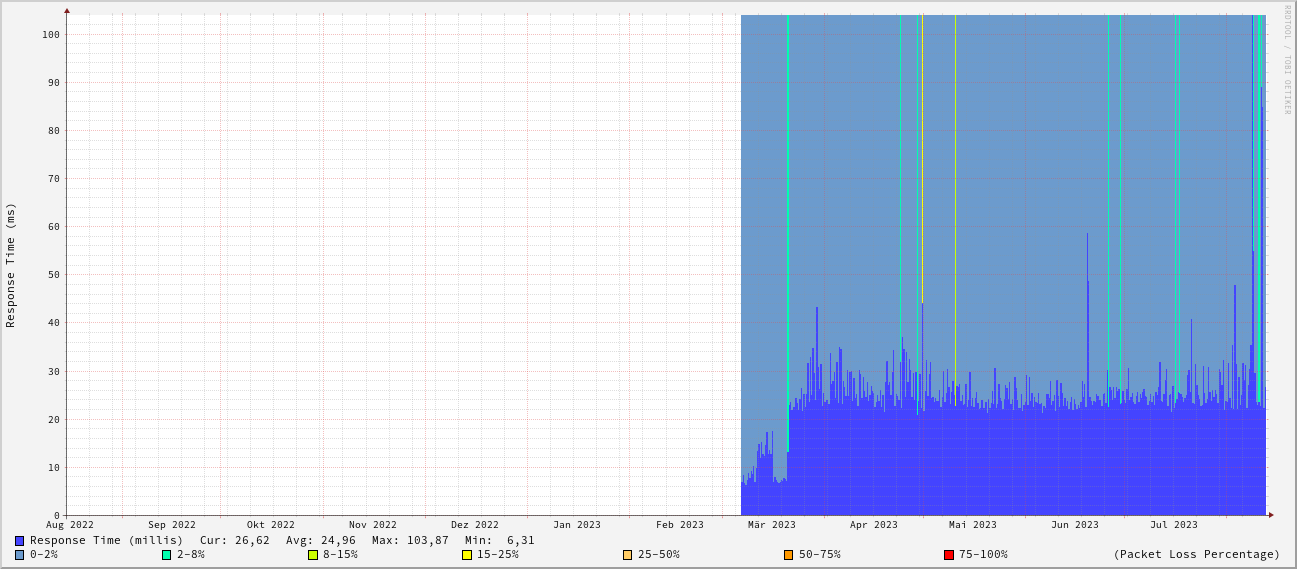 RRDTOOL / TOBI OETIKER
Response Time (ms)
100
90
80
70
60
50
40
30
20
10
0
Aug 2022 Sep 2022 Okt 2022 Nov 2022 Dez 2022 Jan 2023 Feb 2023 Mär 2023 Apr 2023 Mai 2023 Jun 2023 Jul 2023
Response Time (millis) Cur: 26,62 Avg: 24,96 Max: 103,87 Min: 6,31
0-2% 2-8% 8-15% 15-25% 25-50% 50-75% 75-100% (Packet Loss Percentage)